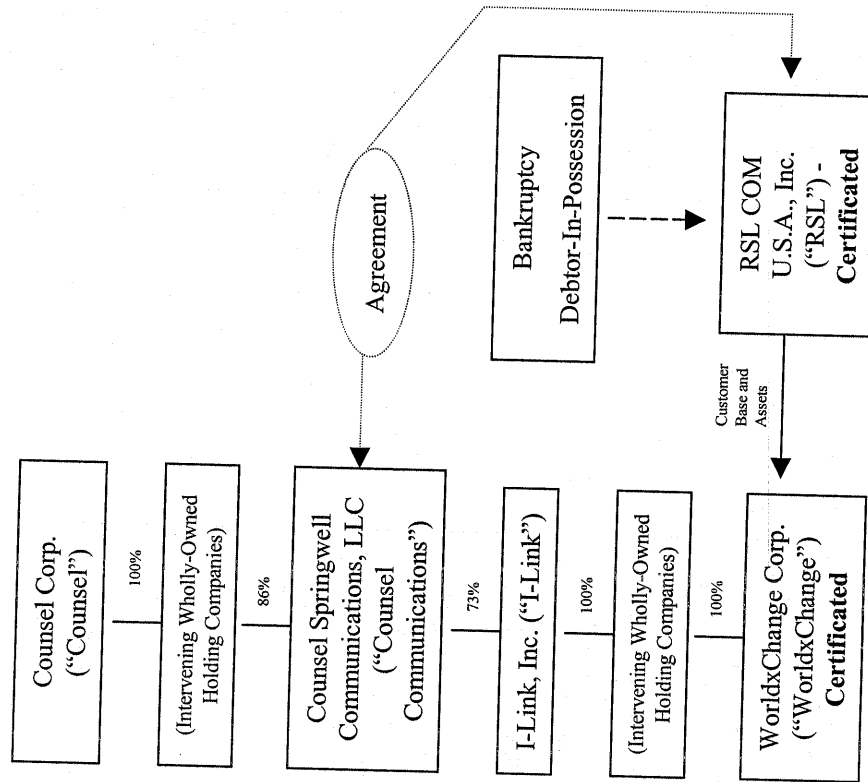 Counsel Corp.
(“Counsel”)
100%
(Intervening Wholly-Owned
Holding Companies)
86%
Counsel Springwell
Communications, LLC
(“Counsel
Communications”)
73%
I-Link, Inc. (“I-Link”)
100%
(Intervening Wholly-Owned
Holding Companies)
100%
WorldxChange Corp.
(“WorldxChange”)
Certificated
Agreement
Bankruptcy
Debtor-In-Possession
Customer
Base and
Assets
RSL COM
U.S.A., Inc.
(“RSL”) -
Certificated